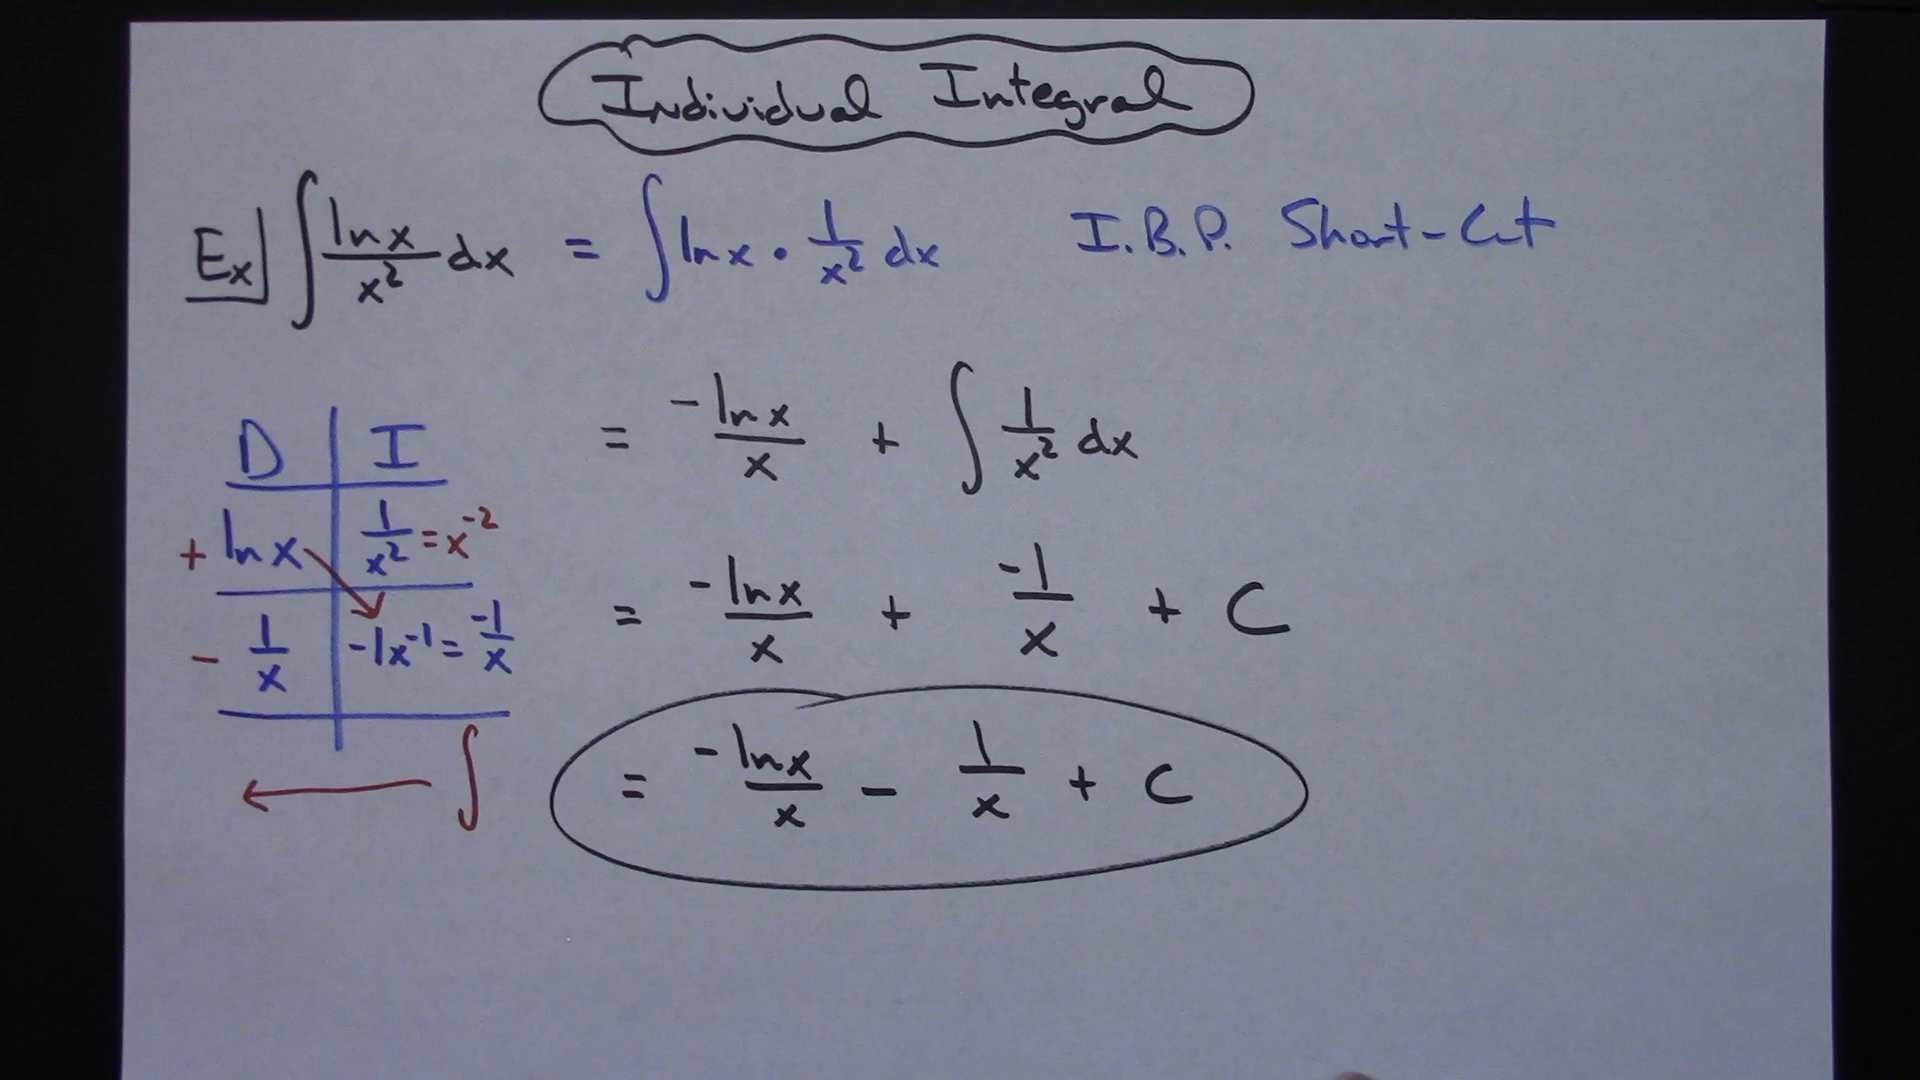 Individual Integral
Ex ∫ ln x / x² dx = ∫ ln x · 1/x² dx I.B.P. Short-Cut
= -ln x / x + ∫ 1/x² dx
D | I
+ ln x | 1/x² = x⁻²
- 1/x | -1x⁻¹ = -1/x
∫
= -ln x / x + -1/x + C
= -ln x / x - 1/x + C